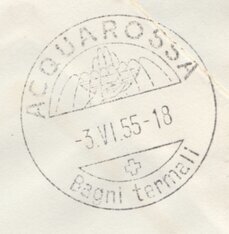 ACQUAROSSA
-3.VI.55-18
Bagni termali